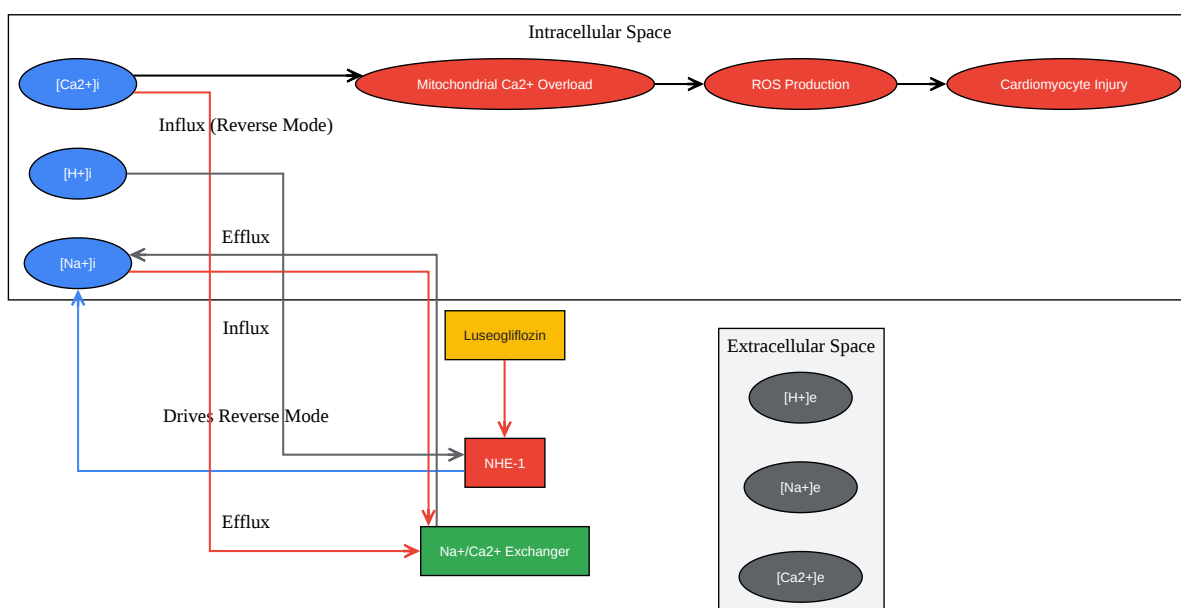 Intracellular Space
[Ca2+]i
Mitochondrial Ca2+ Overload
ROS Production
Cardiomyocyte Injury
Influx (Reverse Mode)
[H+]i
Efflux
[Na+]i
Influx
Luseogliflozin
Extracellular Space
[H+]e
Drives Reverse Mode
NHE-1
[Na+]e
Efflux
Na+/Ca2+ Exchanger
[Ca2+]e